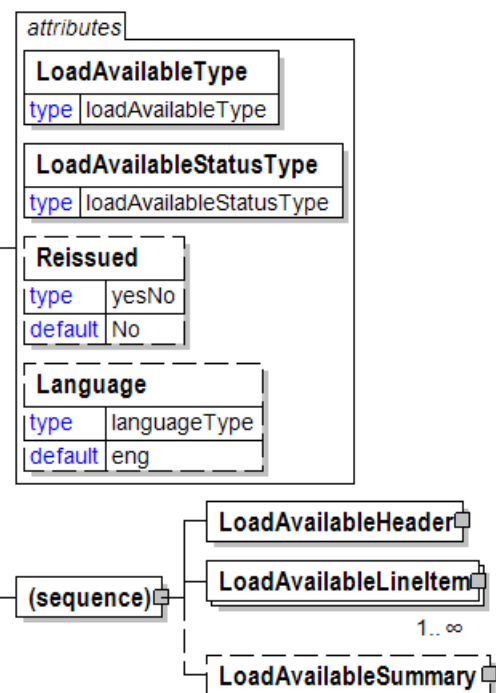 attributes
LoadAvailableType
type loadAvailableType
LoadAvailableStatusType
type loadAvailableStatusType
Reissued
type yesNo
default No
Language
type languageType
default eng
LoadAvailableHeader
LoadAvailableLineItem
(sequence)
1.. ∞
LoadAvailableSummary